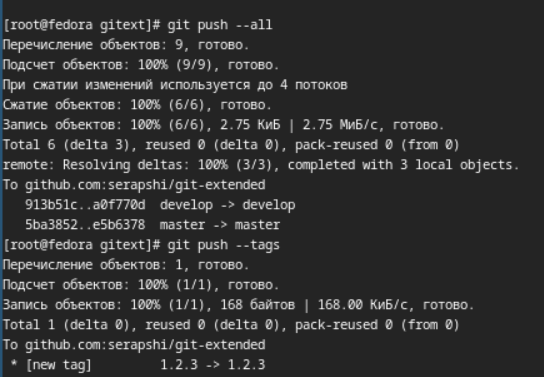 [root@fedora gitext]# git push --all
Перечисление объектов: 9, готово.
Подсчет объектов: 100% (9/9), готово.
При сжатии изменений используется до 4 потоков
Сжатие объектов: 100% (6/6), готово.
Запись объектов: 100% (6/6), 2.75 КиБ | 2.75 МиБ/с, готово.
Total 6 (delta 3), reused 0 (delta 0), pack-reused 0 (from 0)
remote: Resolving deltas: 100% (3/3), completed with 3 local objects.
To github.com:serapshi/git-extended
   913b51c..a0f770d  develop -> develop
   5ba3852..e5b6378  master -> master
[root@fedora gitext]# git push --tags
Перечисление объектов: 1, готово.
Подсчет объектов: 100% (1/1), готово.
Запись объектов: 100% (1/1), 168 байтов | 168.00 КиБ/с, готово.
Total 1 (delta 0), reused 0 (delta 0), pack-reused 0 (from 0)
To github.com:serapshi/git-extended
 * [new tag]         1.2.3 -> 1.2.3